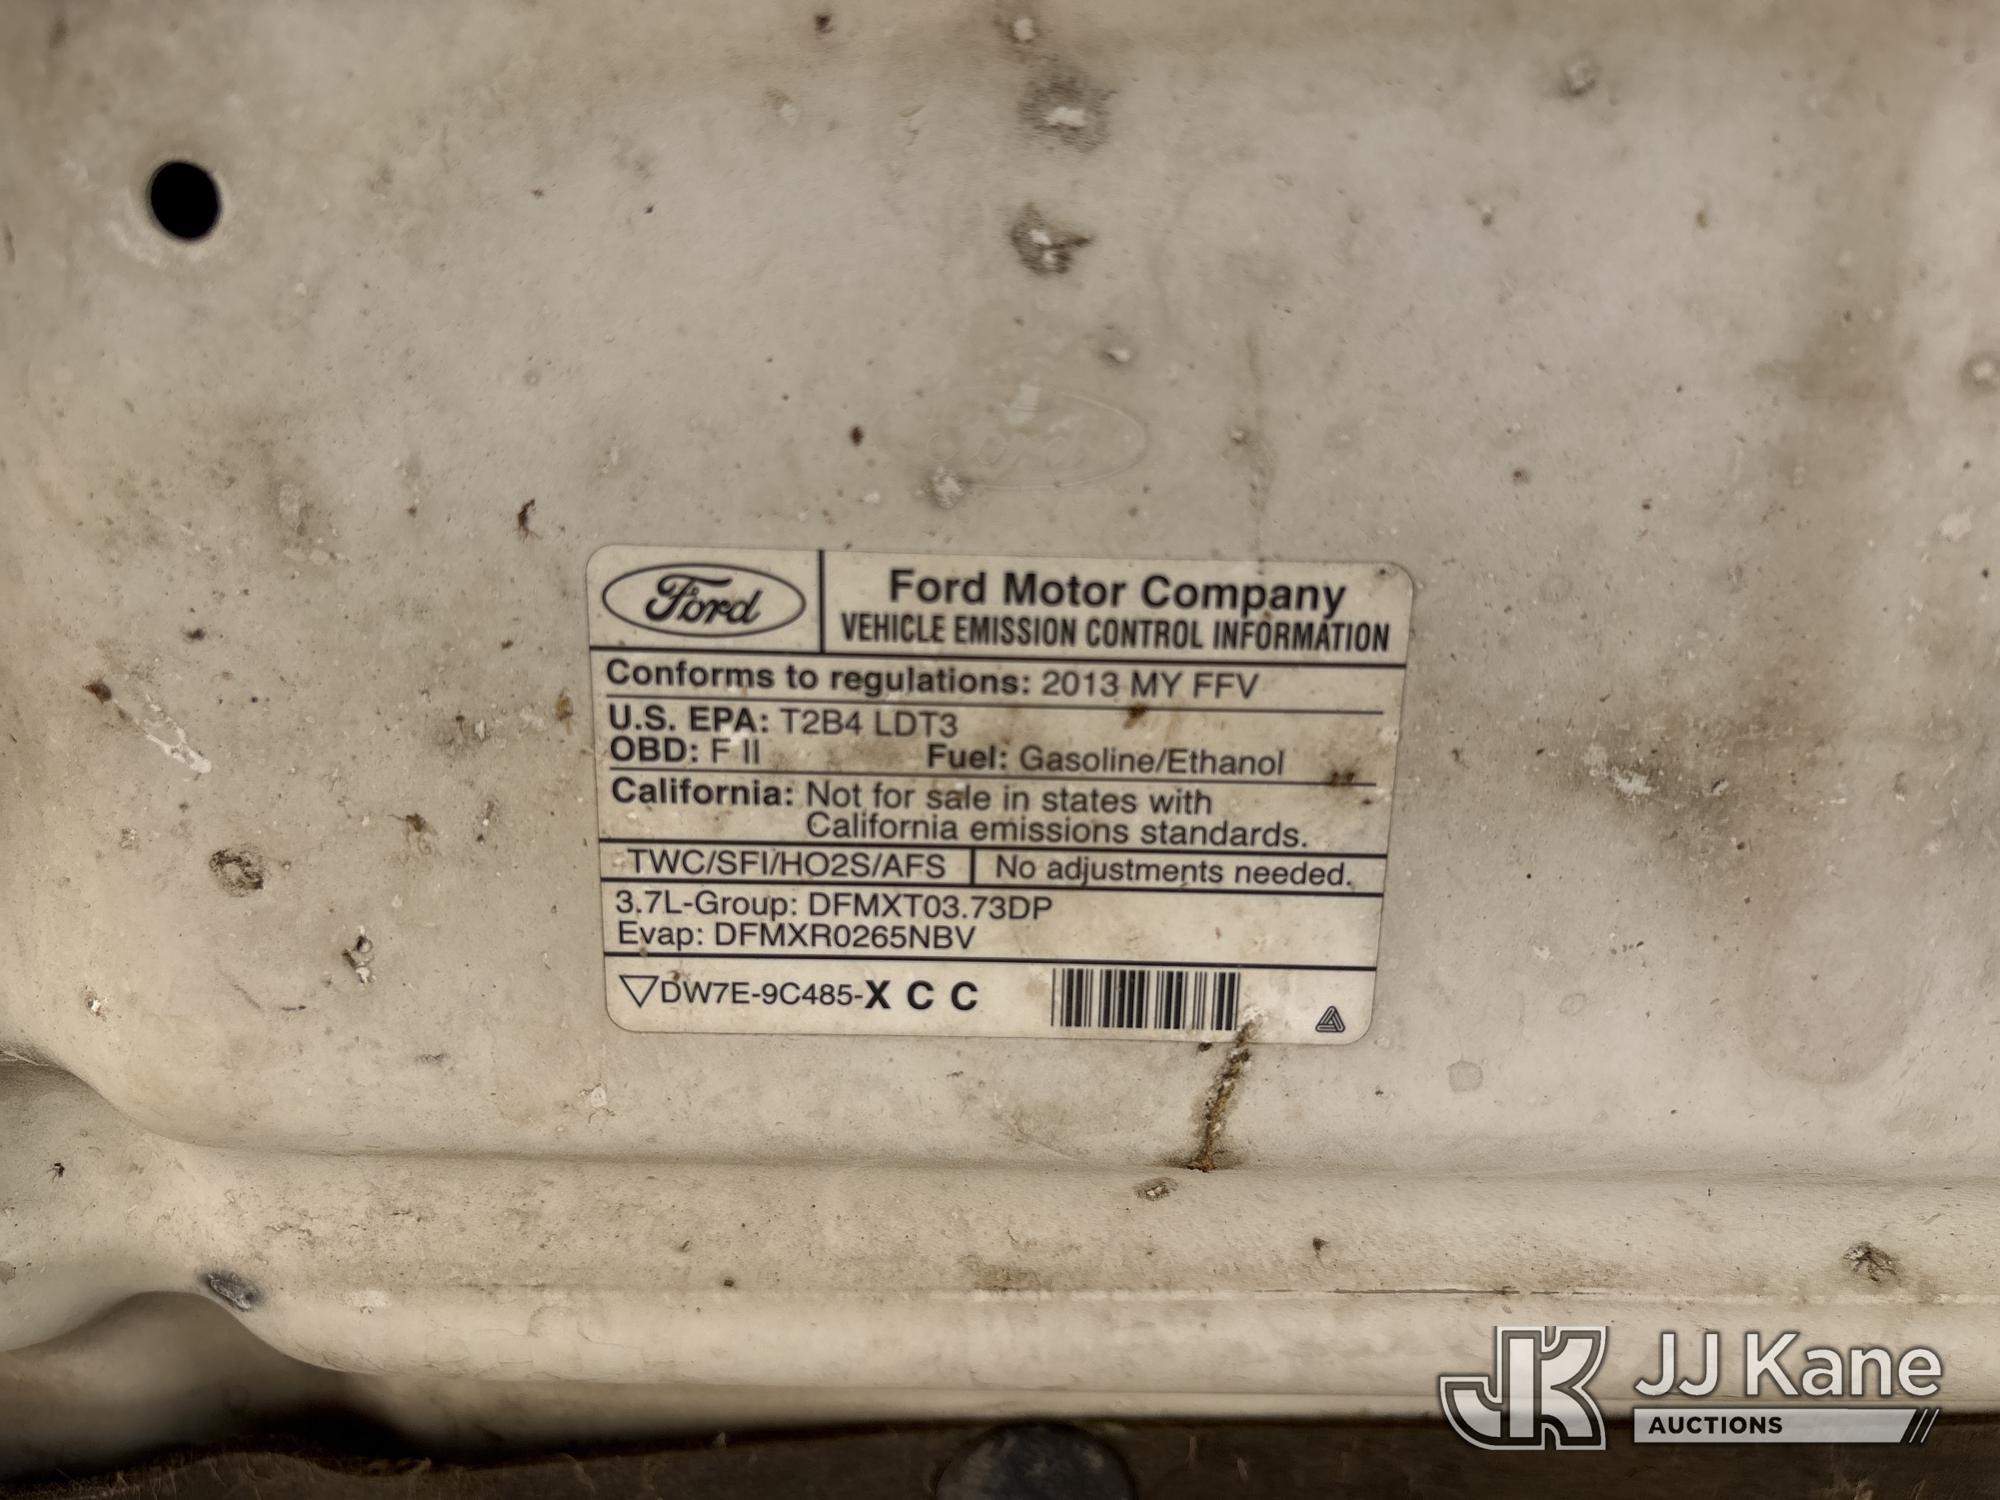 Ford
Ford Motor Company
VEHICLE EMISSION CONTROL INFORMATION
Conforms to regulations: 2013 MY FFV
U.S. EPA: T2B4 LDT3
OBD: F II Fuel: Gasoline/Ethanol
California: Not for sale in states with
California emissions standards.
TWC/SFI/HO2S/AFS No adjustments needed.
3.7L-Group: DFMXT03.73DP
Evap: DFMXR0265NBV
DW7E-9C485-X C C
JK JJ Kane
AUCTIONS